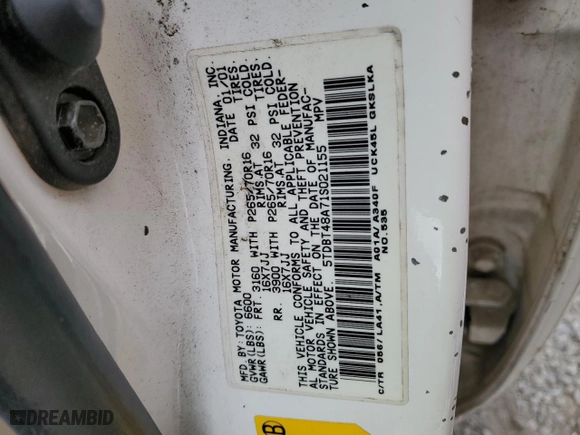 MFD BY: TOYOTA MOTOR MANUFACTURING, INDIANA, INC.
GVWR(LBS): 6600 DATE 01/01
GAWR(LBS): FRT. 3160 WITH P265/70R16 TIRES,
16X7JJ RIMS,AT 32 PSI COLD.
RR. 3900 WITH P265/70R16 TIRES,
16X7JJ RIMS,AT 32 PSI COLD.
THIS VEHICLE CONFORMS TO ALL APPLICABLE FEDER-
AL MOTOR VEHICLE SAFETY AND THEFT PREVENTION
STANDARDS IN EFFECT ON THE DATE OF MANUFAC-
TURE SHOWN ABOVE. 5TDBT48A71S021155 MPV
C/TR 056/LA41,A/TM A01A/A340F UCK45L GKSLKA
NO.535
B
DREAMBID